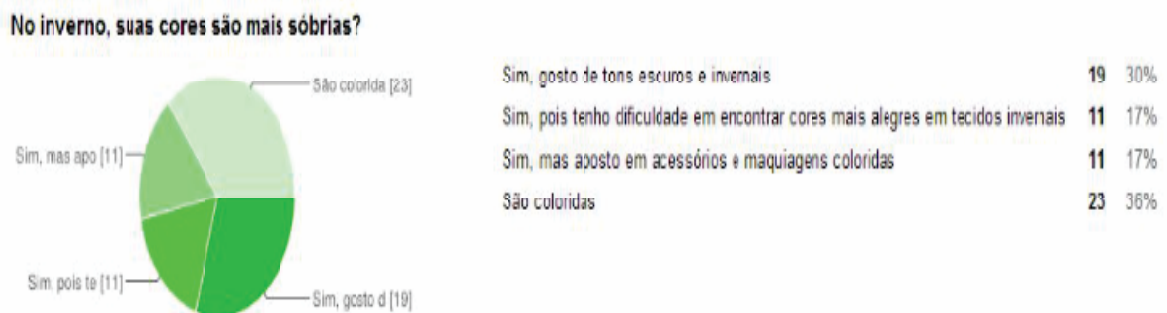 No inverno, suas cores são mais sóbrias?
São colorida [23]
Sim, mas apo [11]
Sim, pois te [11]
Sim, gosto d [19]
Sim, gosto de tons escuros e invernais 19 30%
Sim, pois tenho dificuldade em encontrar cores mais alegres em tecidos invernais 11 17%
Sim, mas aposto em acessórios e maquiagens coloridas 11 17%
São coloridas 23 36%